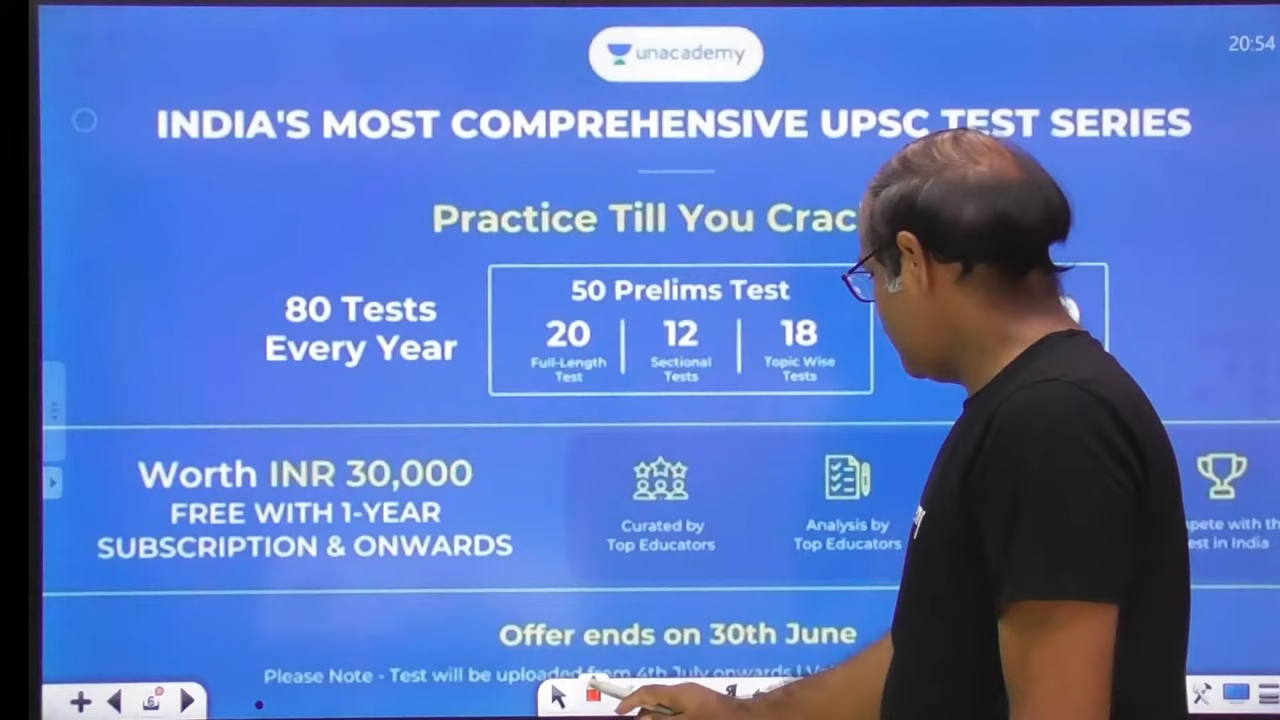 unacademy
20:54
INDIA'S MOST COMPREHENSIVE UPSC TEST SERIES
Practice Till You
80 Tests
Every Year
50 Prelims Test
20
12
18
Full-Length
Test
Sectional
Tests
Topic Wise
Tests
Worth INR 30,000
FREE WITH 1-YEAR
SUBSCRIPTION & ONWARDS
Curated by
Top Educators
Analysis by
Top Educators
with
in India
Offer ends on 30th June
Please Note - Test will be uploaded from 4th July onwards |